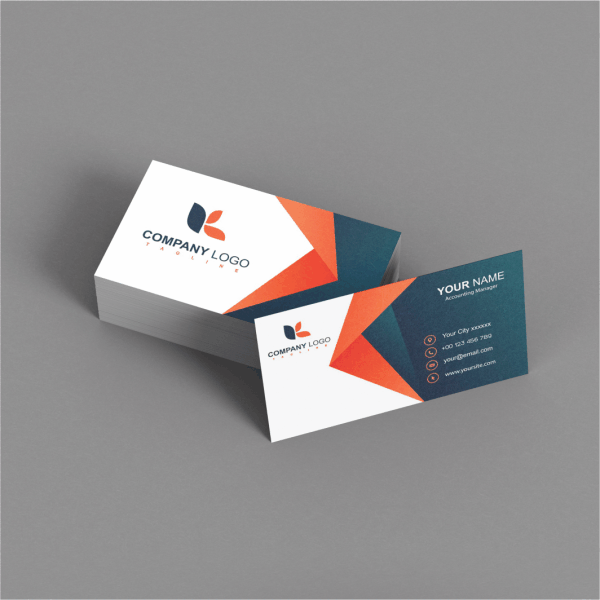 COMPANY LOGO
TAGLINE
YOUR NAME
Accounting Manager
COMPANY LOGO
TAGLINE
Your City xxxxxx
+00 123 456 789
your@email.com
www.yoursite.com